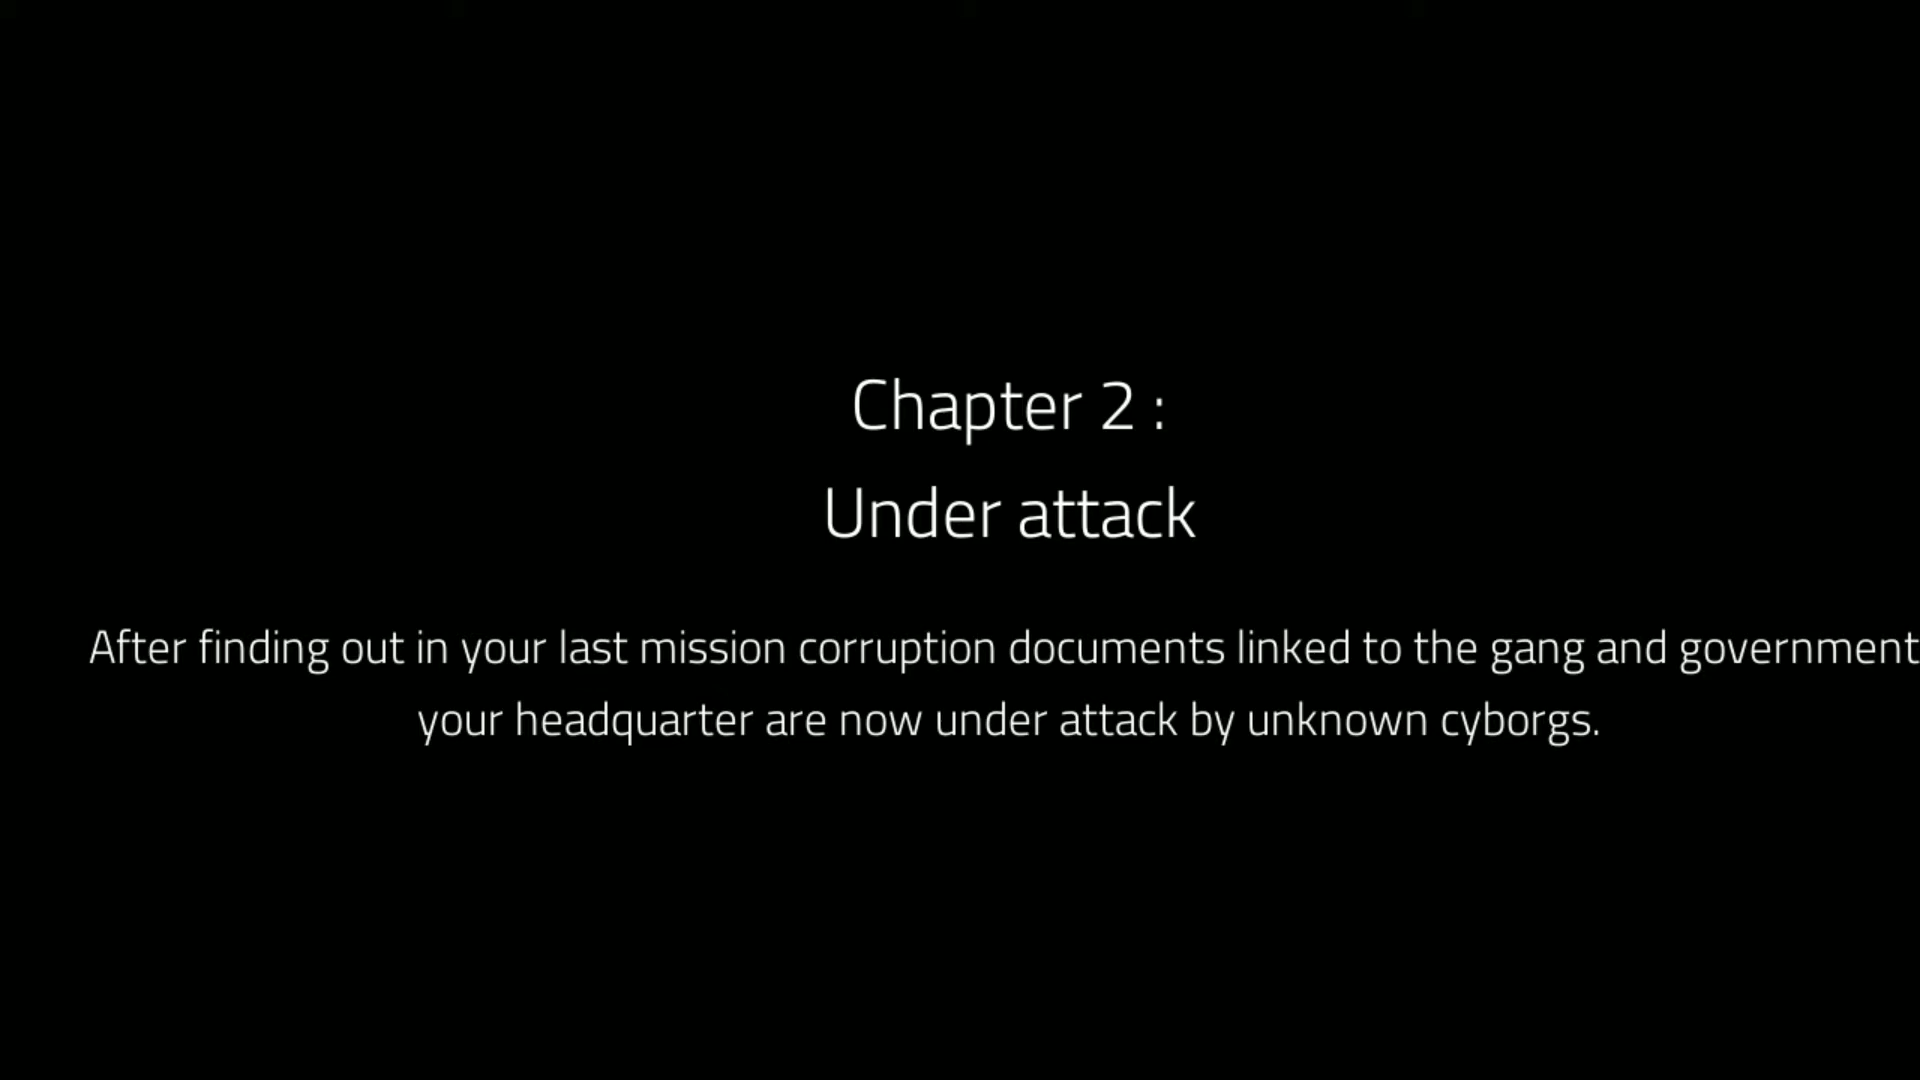 Chapter 2 :
Under attack
After finding out in your last mission corruption documents linked to the gang and government
your headquarter are now under attack by unknown cyborgs.